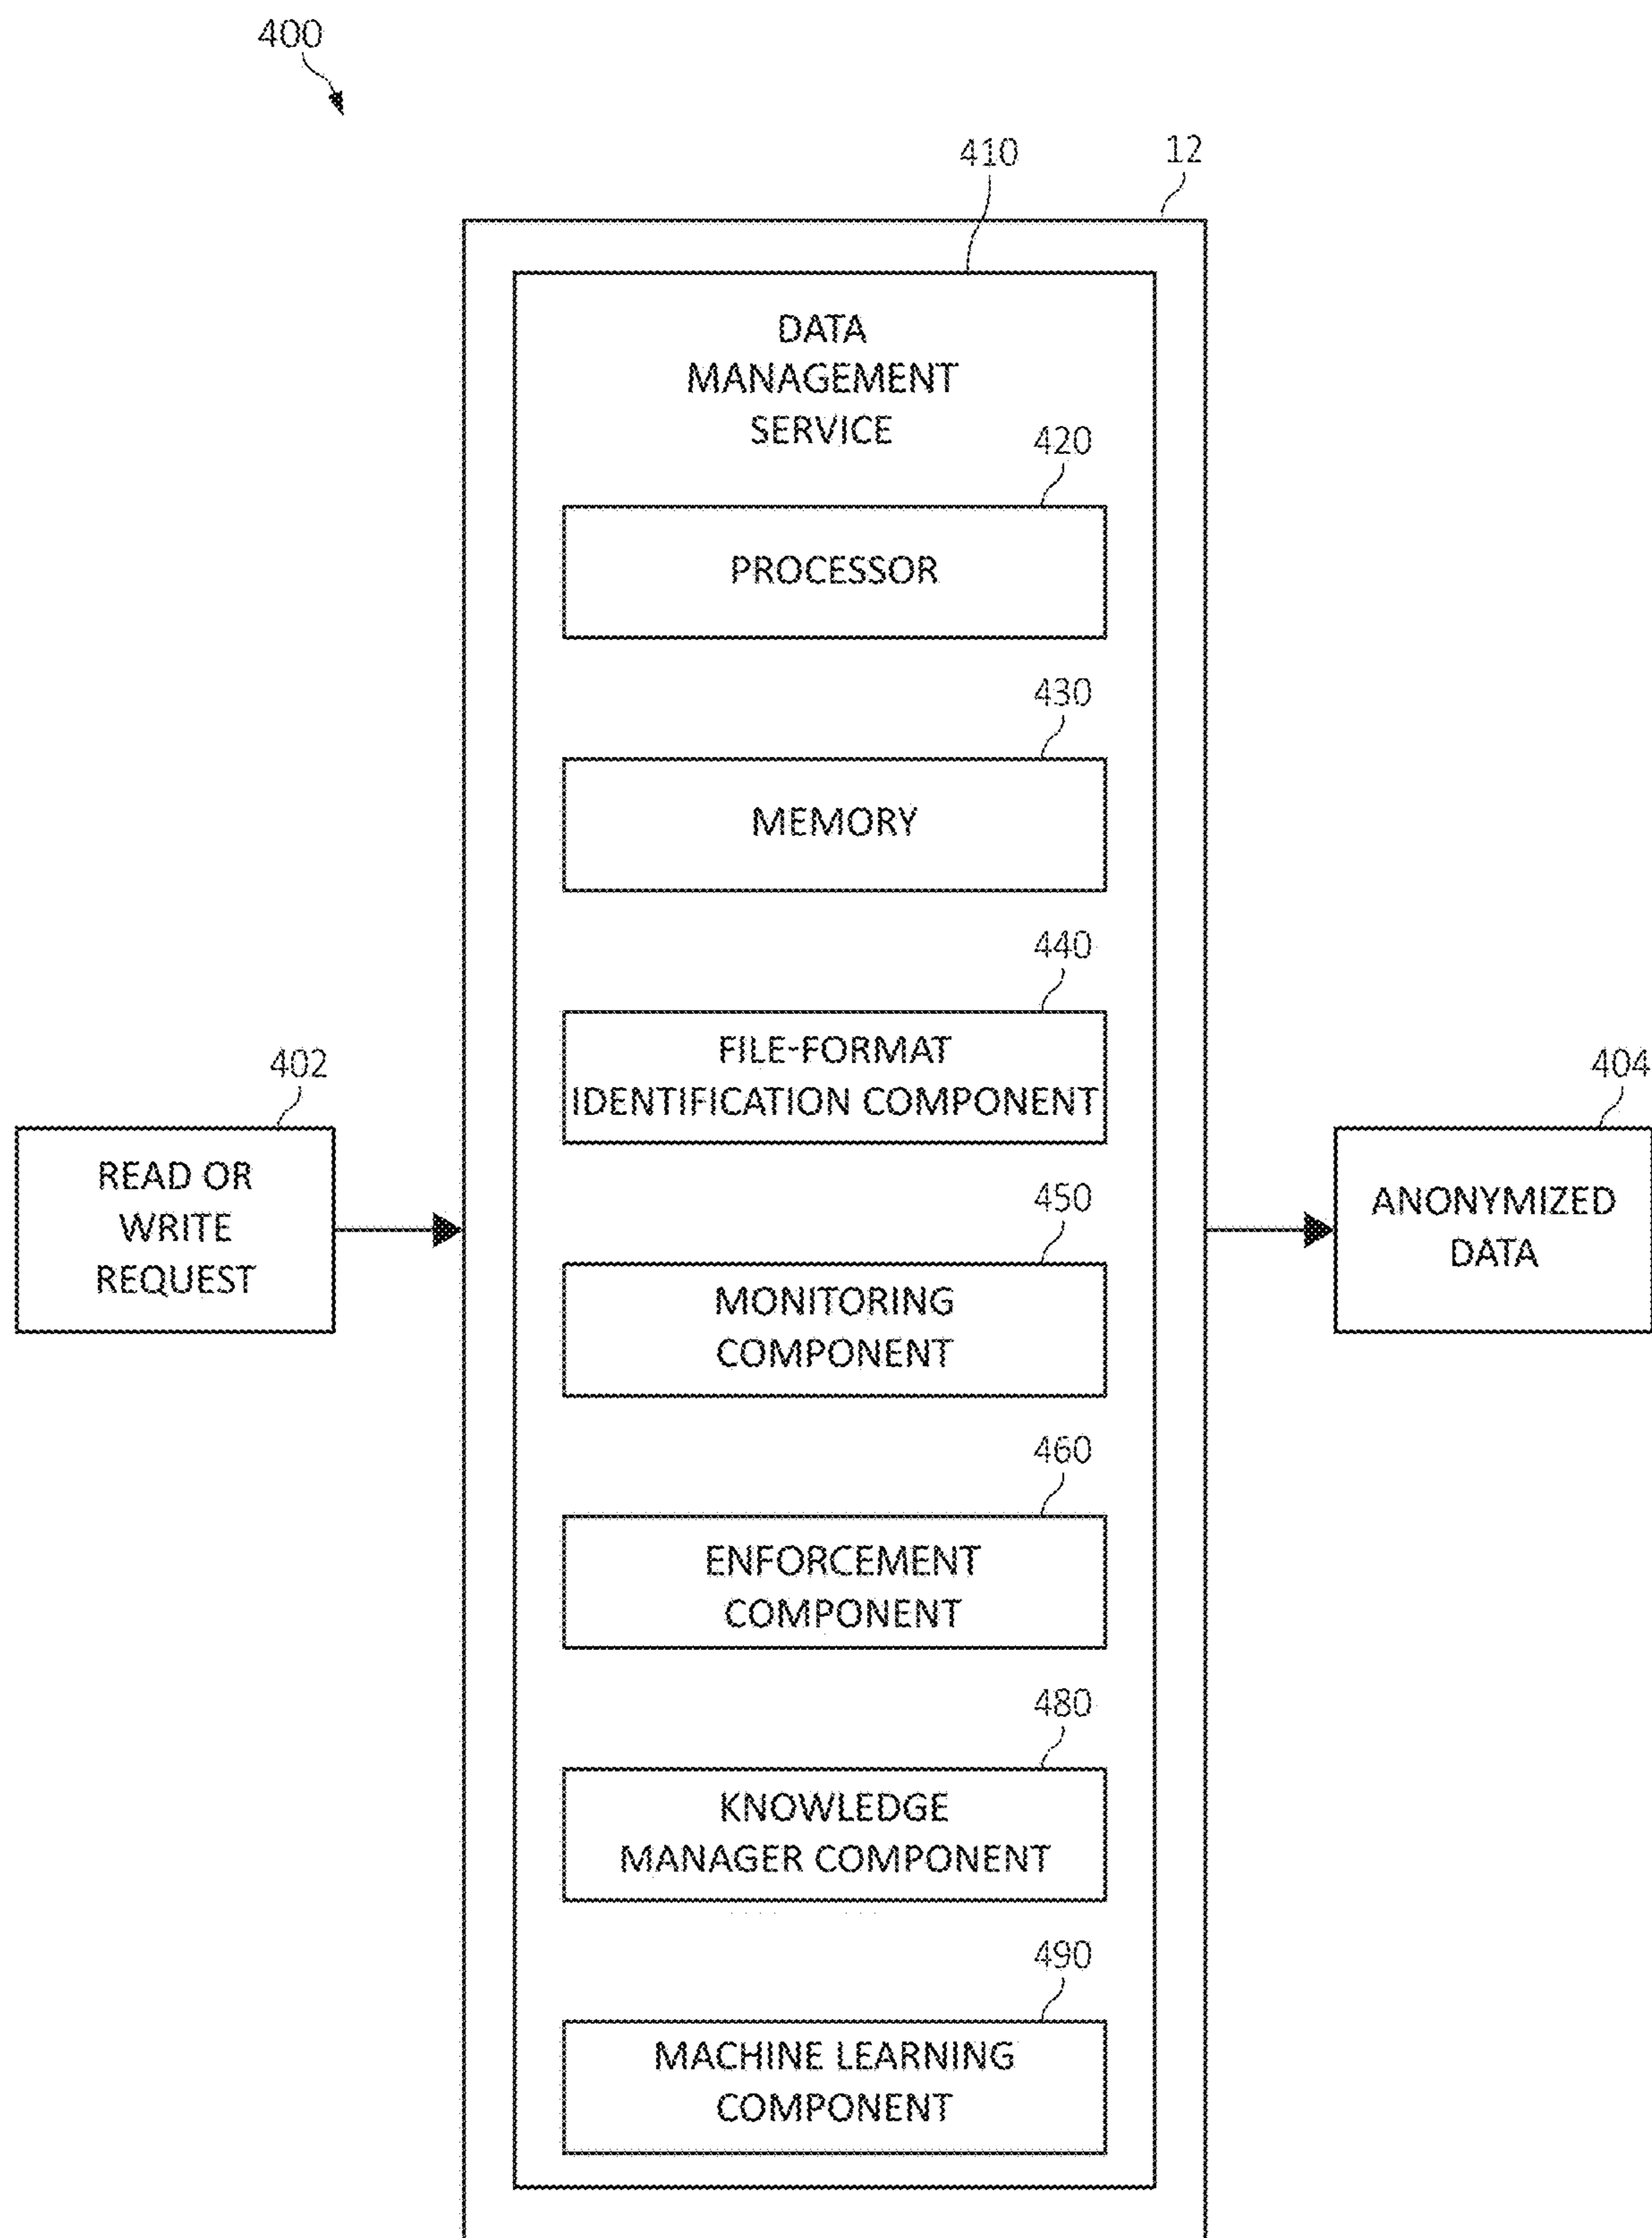 400
410
12
DATA
MANAGEMENT
SERVICE
420
PROCESSOR
430
MEMORY
440
FILE-FORMAT
IDENTIFICATION COMPONENT
402
READ OR
WRITE
REQUEST
404
ANONYMIZED
DATA
450
MONITORING
COMPONENT
460
ENFORCEMENT
COMPONENT
480
KNOWLEDGE
MANAGER COMPONENT
490
MACHINE LEARNING
COMPONENT